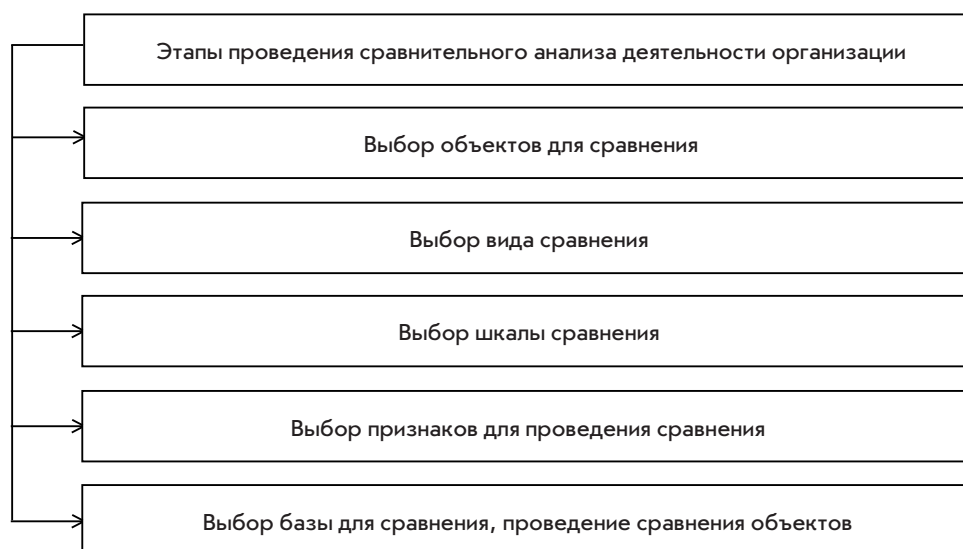 Этапы проведения сравнительного анализа деятельности организации
Выбор объектов для сравнения
Выбор вида сравнения
Выбор шкалы сравнения
Выбор признаков для проведения сравнения
Выбор базы для сравнения, проведение сравнения объектов